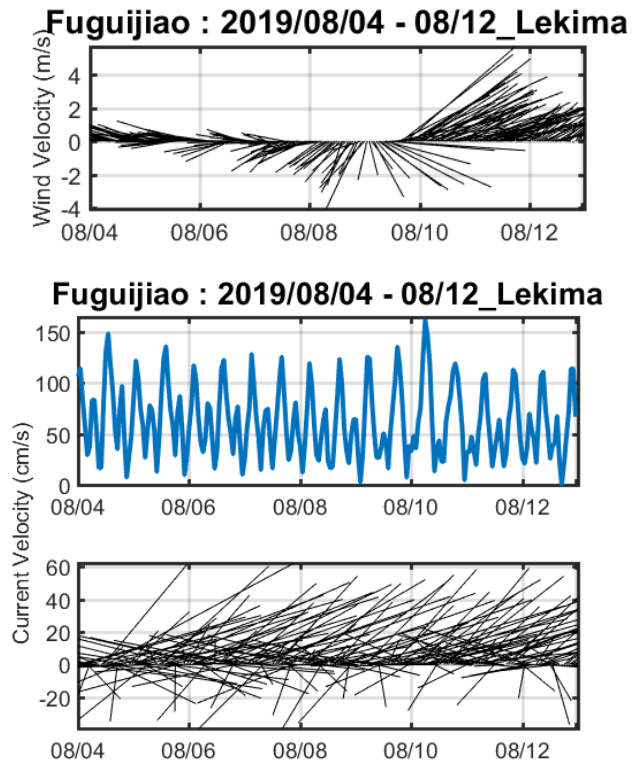 Fuguijiao : 2019/08/04 - 08/12_Lekima
Wind Velocity (m/s)
4
2
0
-2
-4
08/04 08/06 08/08 08/10 08/12
Fuguijiao : 2019/08/04 - 08/12_Lekima
Current Velocity (cm/s)
150
100
50
0
08/04 08/06 08/08 08/10 08/12
60
40
20
0
-20
08/04 08/06 08/08 08/10 08/12